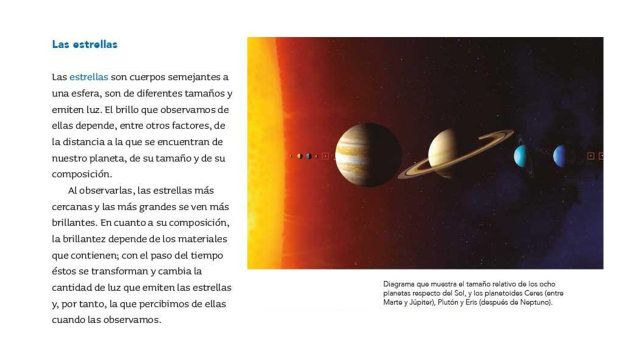 Las estrellas
Las estrellas son cuerpos semejantes a
una esfera, son de diferentes tamaños y
emiten luz. El brillo que observamos de
ellas depende, entre otros factores, de
la distancia a la que se encuentran de
nuestro planeta, de su tamaño y de su
composición.
Al observarlas, las estrellas más
cercanas y las más grandes se ven más
brillantes. En cuanto a su composición,
la brillantez depende de los materiales
que contienen; con el paso del tiempo
éstos se transforman y cambia la
cantidad de luz que emiten las estrellas
y, por tanto, la que percibimos de ellas
cuando las observamos.
Diagrama que muestra el tamaño relativo de los ocho
planetas respecto del Sol, y los planetoides Ceres (entre
Marte y Júpiter), Plutón y Eris (después de Neptuno).